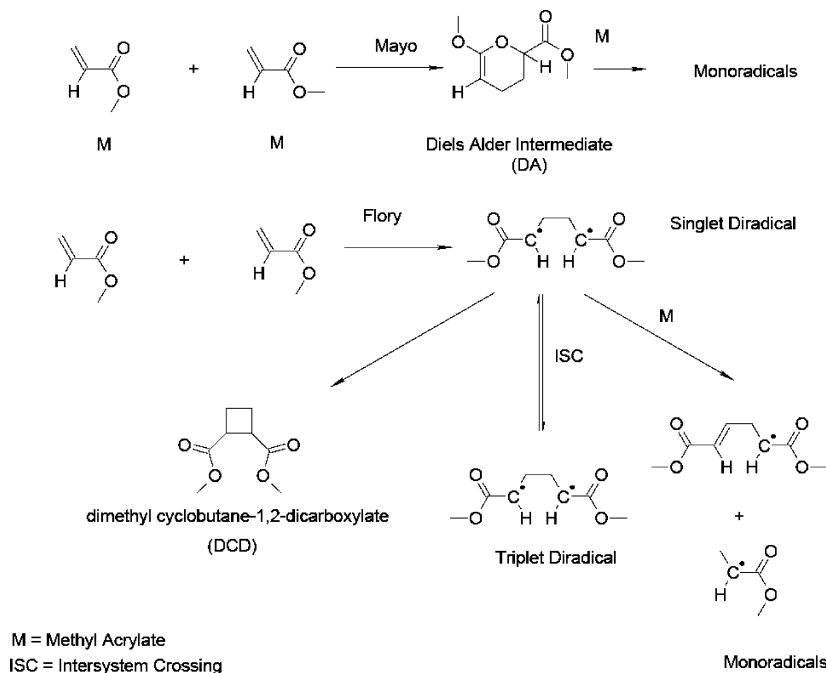 Mayo
M
M
M
Diels Alder Intermediate
(DA)
Monoradicals
Flory
Singlet Diradical
M
ISC
dimethyl cyclobutane-1,2-dicarboxylate
(DCD)
Triplet Diradical
Monoradicals
M = Methyl Acrylate
ISC = Intersystem Crossing
O
O
H
+
O
O
H
O
O
O
O
H
H
O
O
H
+
O
O
H
O
O
C
H
C
H
O
O
O
O
O
O
O
O
C
H
C
H
O
O
O
O
H
H
C
O
O
+
C
H
O
O